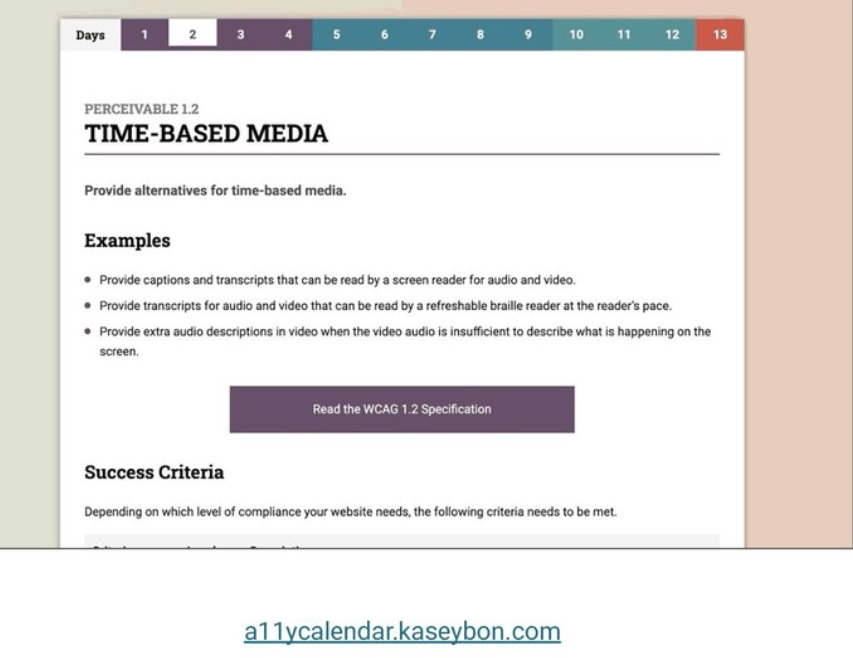 Days 1 2 3 4 5 6 7 8 9 10 11 12 13
PERCEIVABLE 1.2
TIME-BASED MEDIA
Provide alternatives for time-based media.
Examples
• Provide captions and transcripts that can be read by a screen reader for audio and video.
• Provide transcripts for audio and video that can be read by a refreshable braille reader at the reader's pace.
• Provide extra audio descriptions in video when the video audio is insufficient to describe what is happening on the
screen.
Read the WCAG 1.2 Specification
Success Criteria
Depending on which level of compliance your website needs, the following criteria needs to be met.
a11ycalendar.kaseybon.com